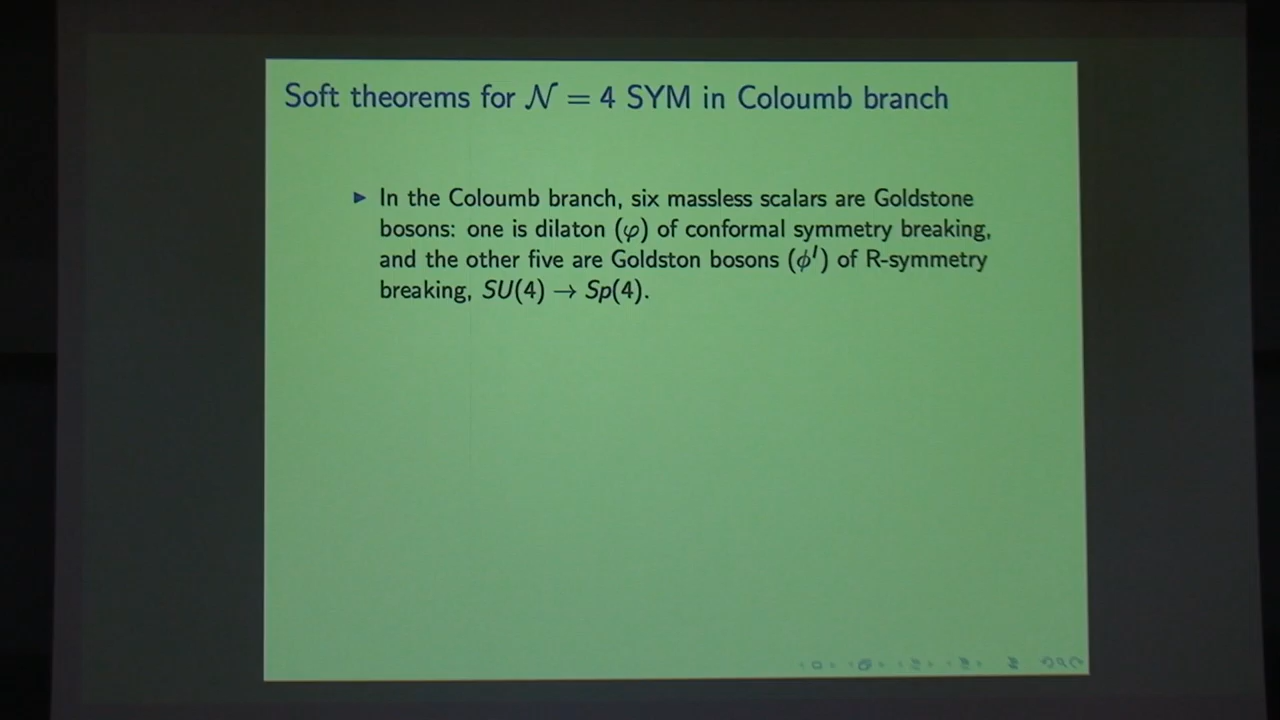 Soft theorems for 𝒩 = 4 SYM in Coloumb branch
▶ In the Coloumb branch, six massless scalars are Goldstone
bosons: one is dilaton (φ) of conformal symmetry breaking,
and the other five are Goldston bosons (ϕ^I) of R-symmetry
breaking, SU(4) → Sp(4).